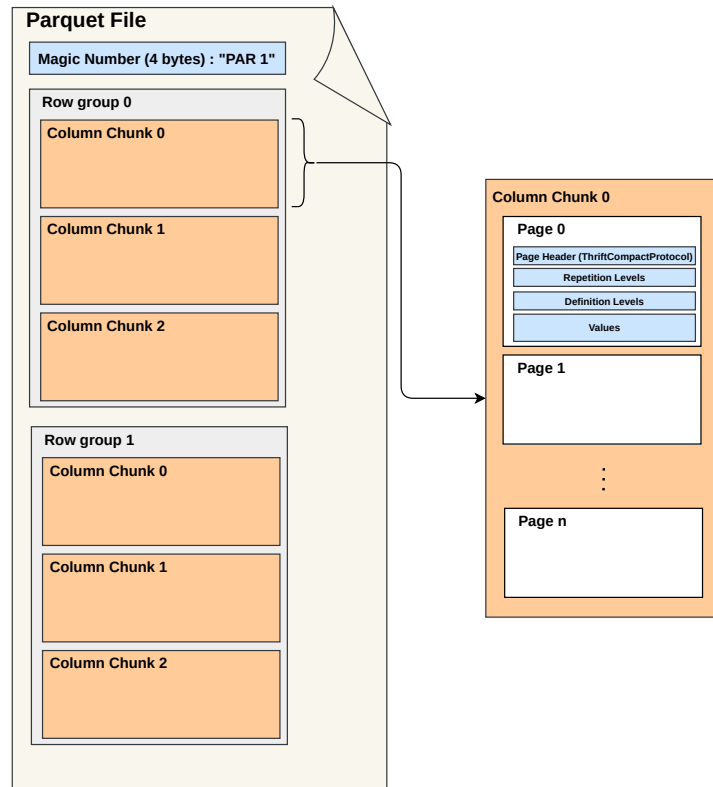 Parquet File
Magic Number (4 bytes) : "PAR 1"
Row group 0
Column Chunk 0
Column Chunk 1
Column Chunk 2
Row group 1
Column Chunk 0
Column Chunk 1
Column Chunk 2
Column Chunk 0
Page 0
Page Header (ThriftCompactProtocol)
Repetition Levels
Definition Levels
Values
Page 1
⋮
Page n